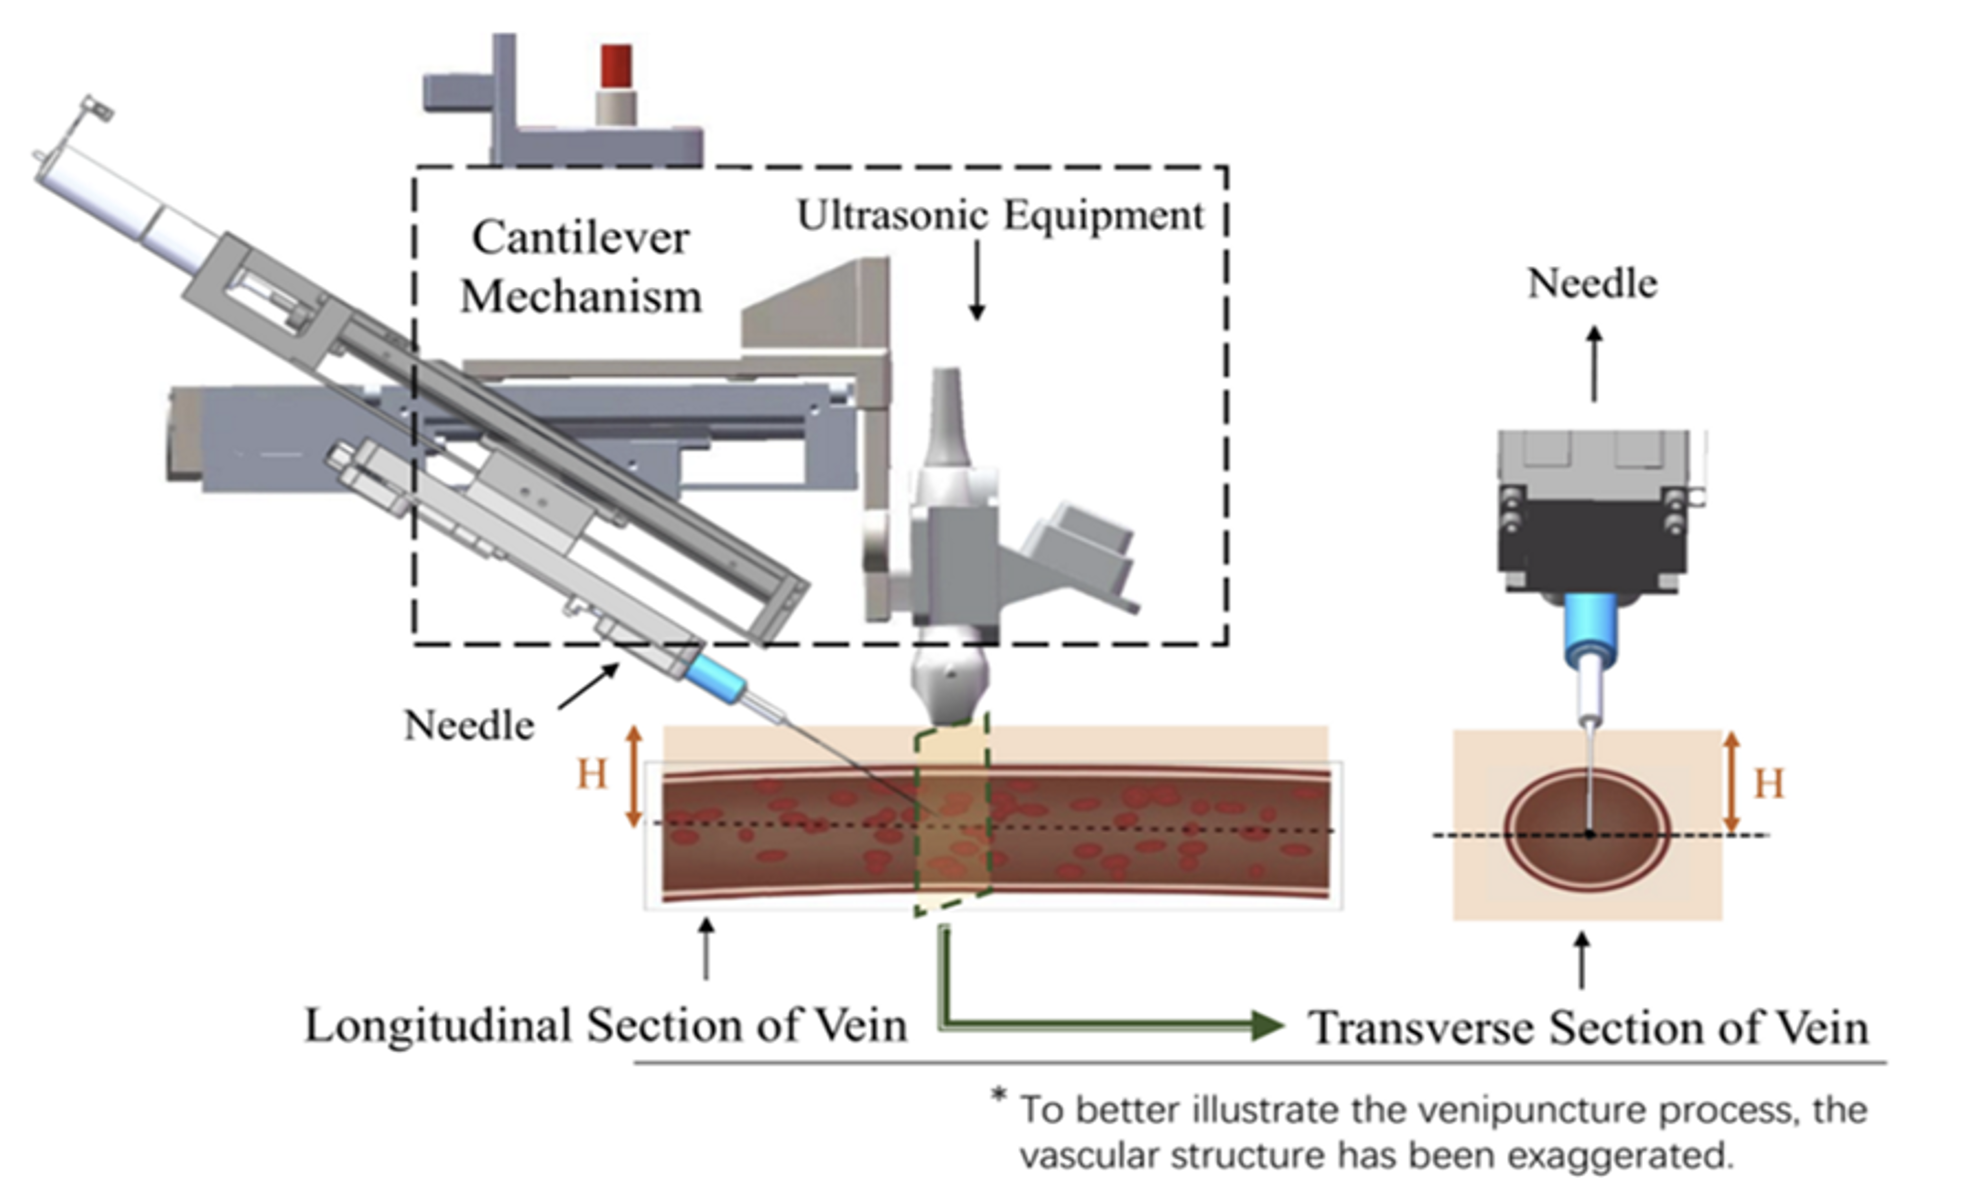 Cantilever
Mechanism
Ultrasonic Equipment
Needle
Needle
H
H
Longitudinal Section of Vein
Transverse Section of Vein
* To better illustrate the venipuncture process, the
vascular structure has been exaggerated.